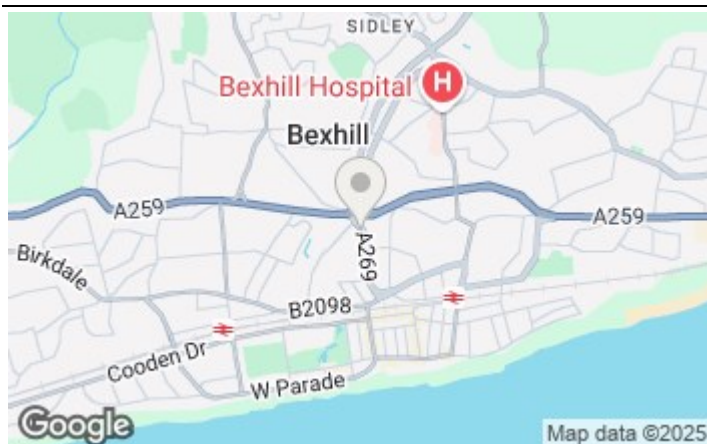 SIDLEY
Bexhill Hospital
H
Bexhill
A259
A259
A269
Birkdale
B2098
Cooden Dr
W Parade
Google
Map data ©2025